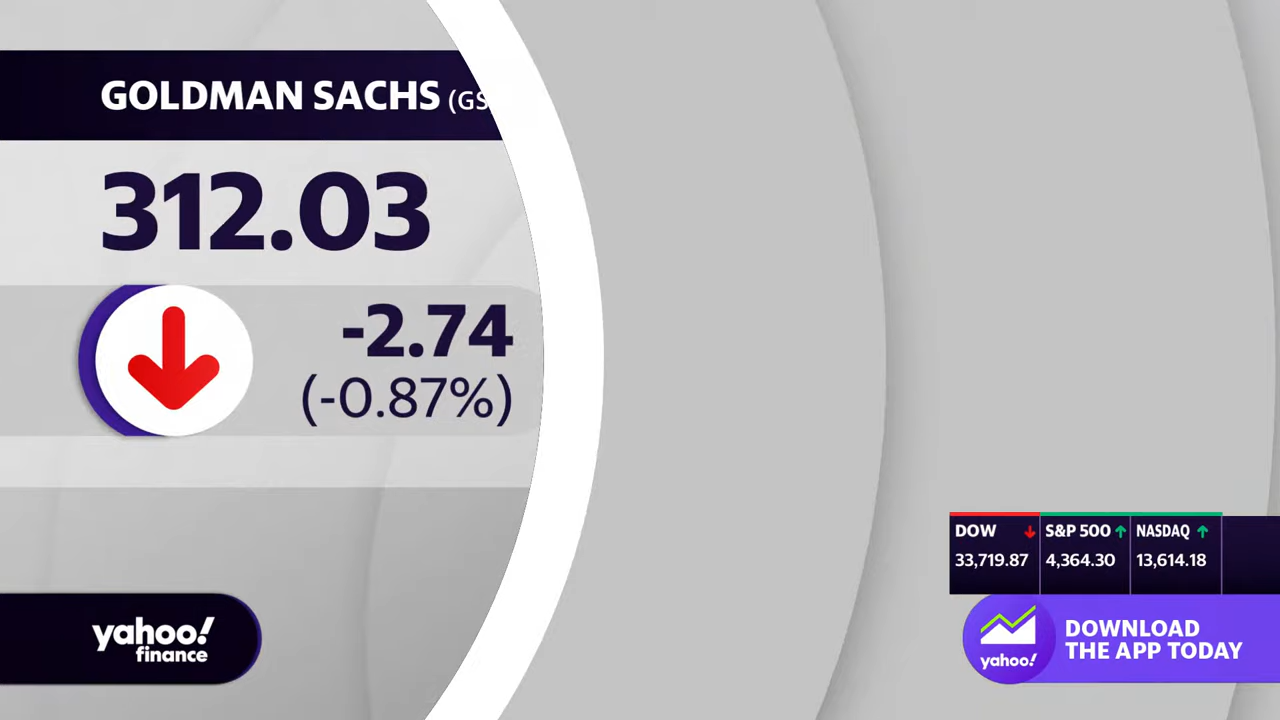 GOLDMAN SACHS (GS
312.03
-2.74
(-0.87%)
DOW S&P 500 NASDAQ
33,719.87 4,364.30 13,614.18
yahoo!
finance
yahoo!
DOWNLOAD
THE APP TODAY